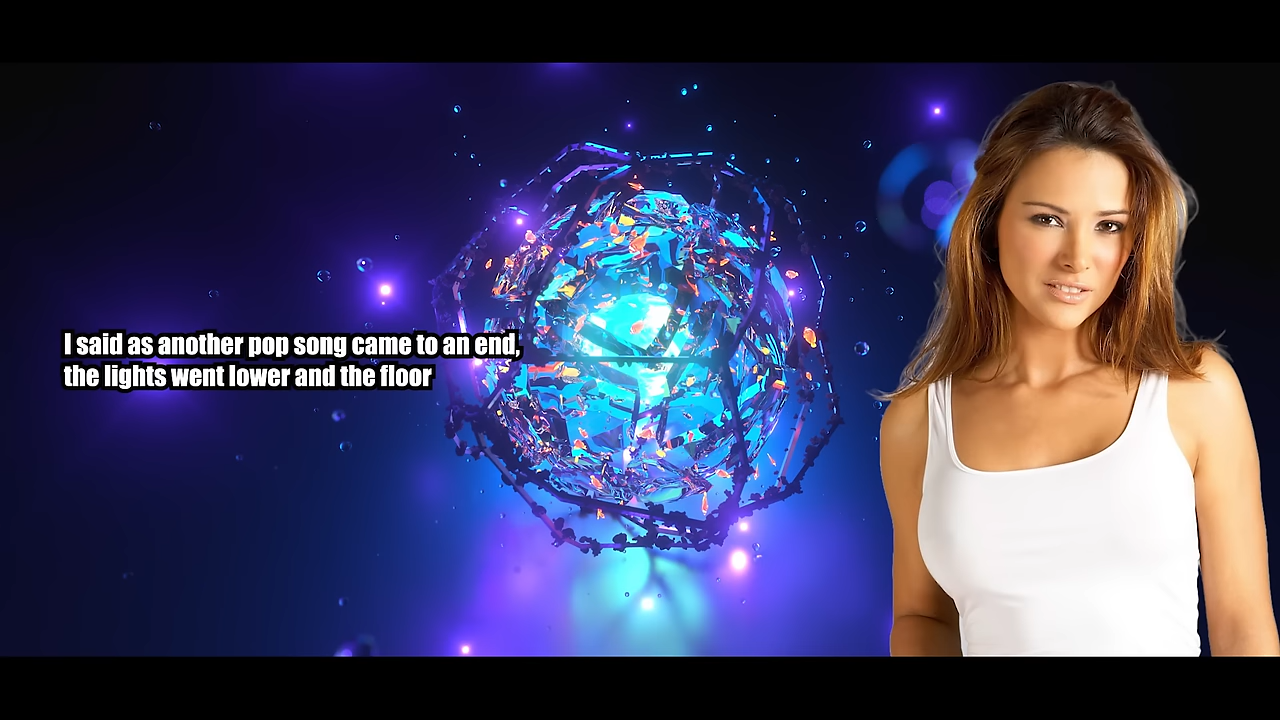 I said as another pop song came to an end,
the lights went lower and the floor